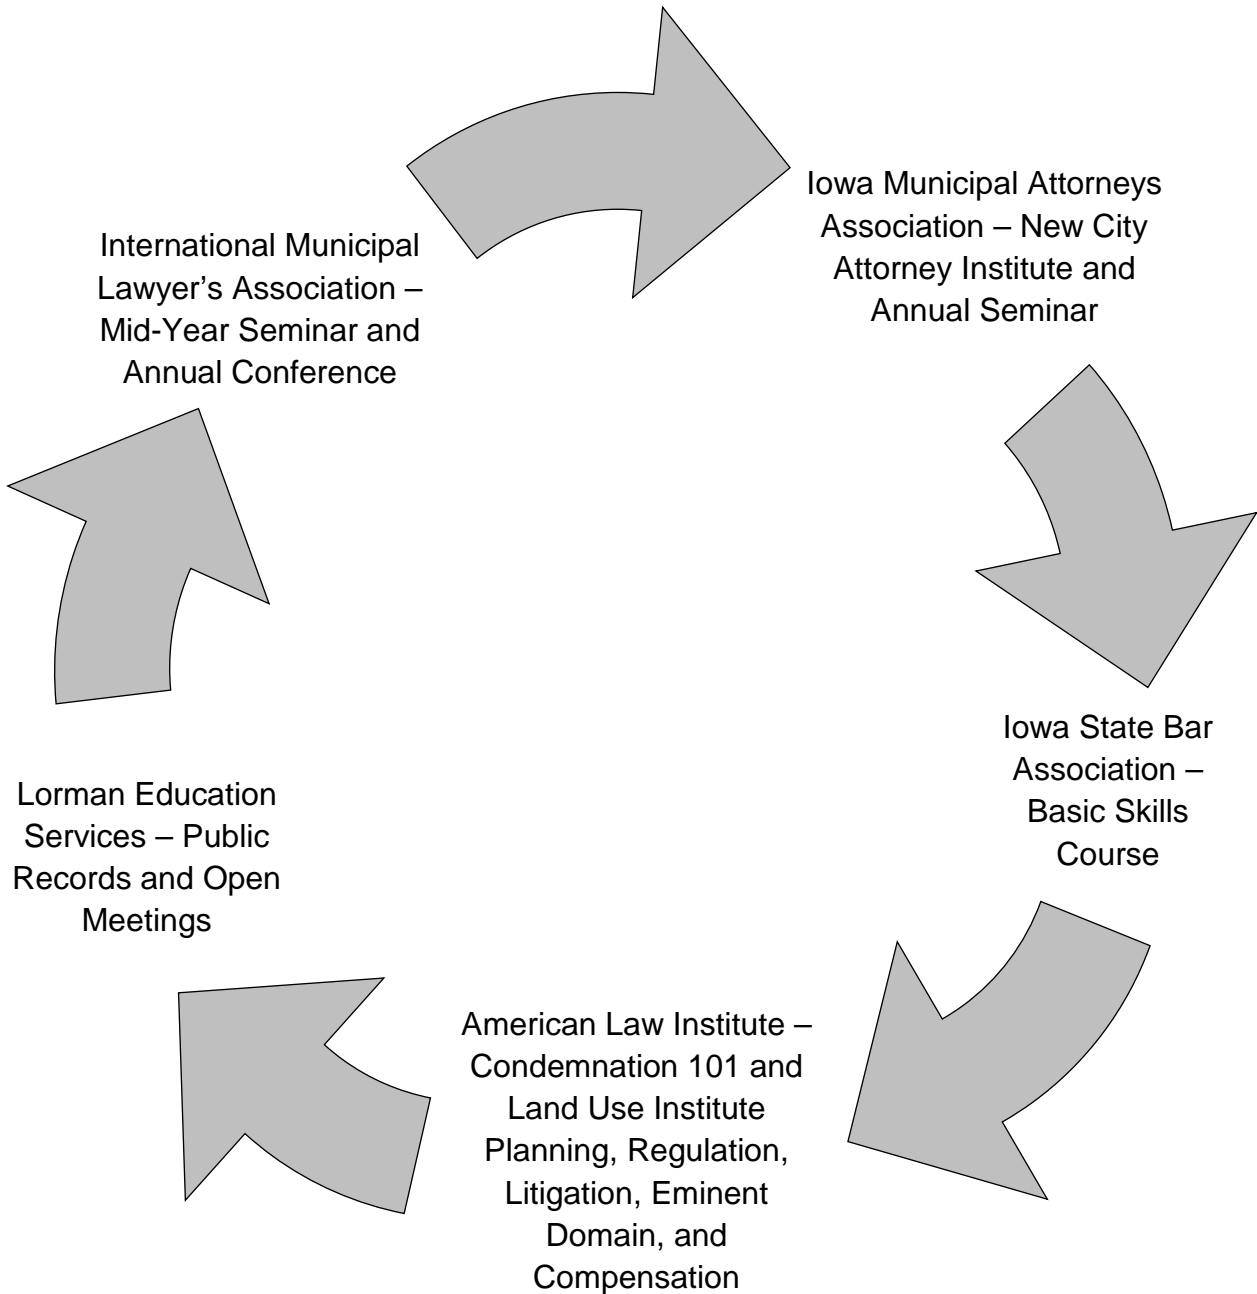 International Municipal
Lawyer’s Association –
Mid-Year Seminar and
Annual Conference
Iowa Municipal Attorneys
Association – New City
Attorney Institute and
Annual Seminar
Iowa State Bar
Association –
Basic Skills
Course
American Law Institute –
Condemnation 101 and
Land Use Institute
Planning, Regulation,
Litigation, Eminent
Domain, and
Compensation
Lorman Education
Services – Public
Records and Open
Meetings